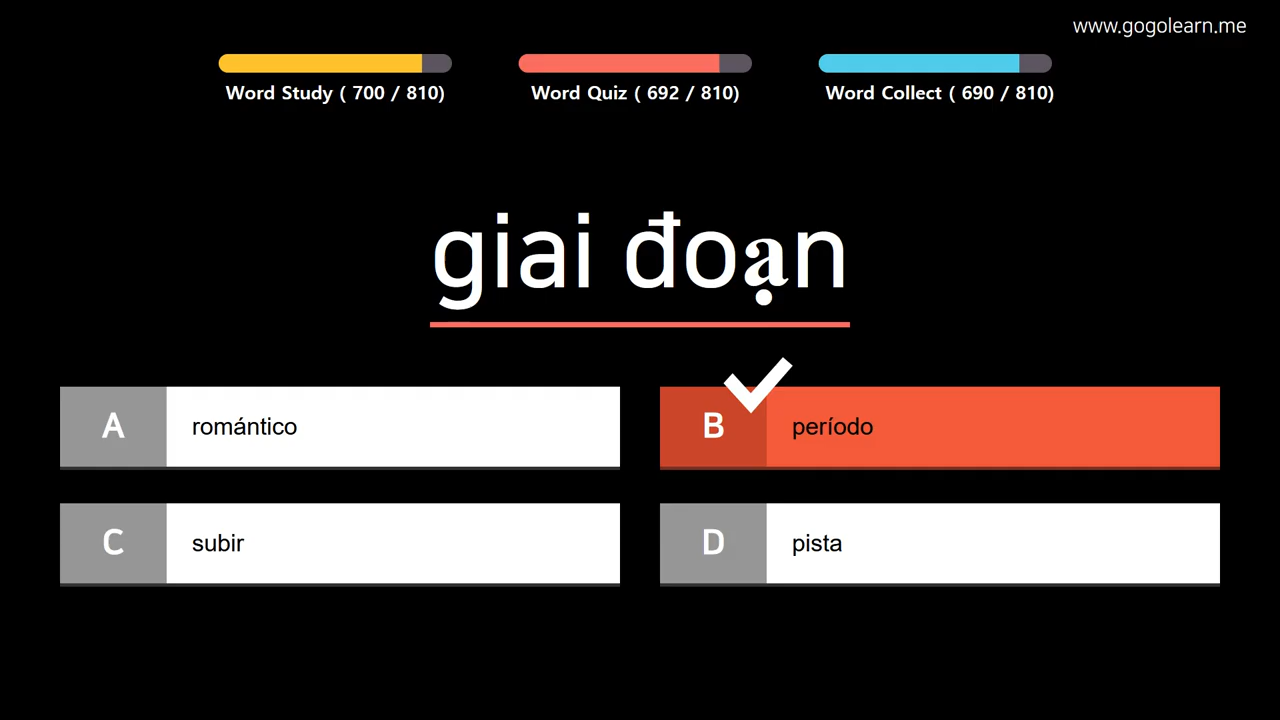 www.gogolearn.me
Word Study ( 700 / 810)
Word Quiz ( 692 / 810)
Word Collect ( 690 / 810)
giai đoạn
A romántico
B período
C subir
D pista